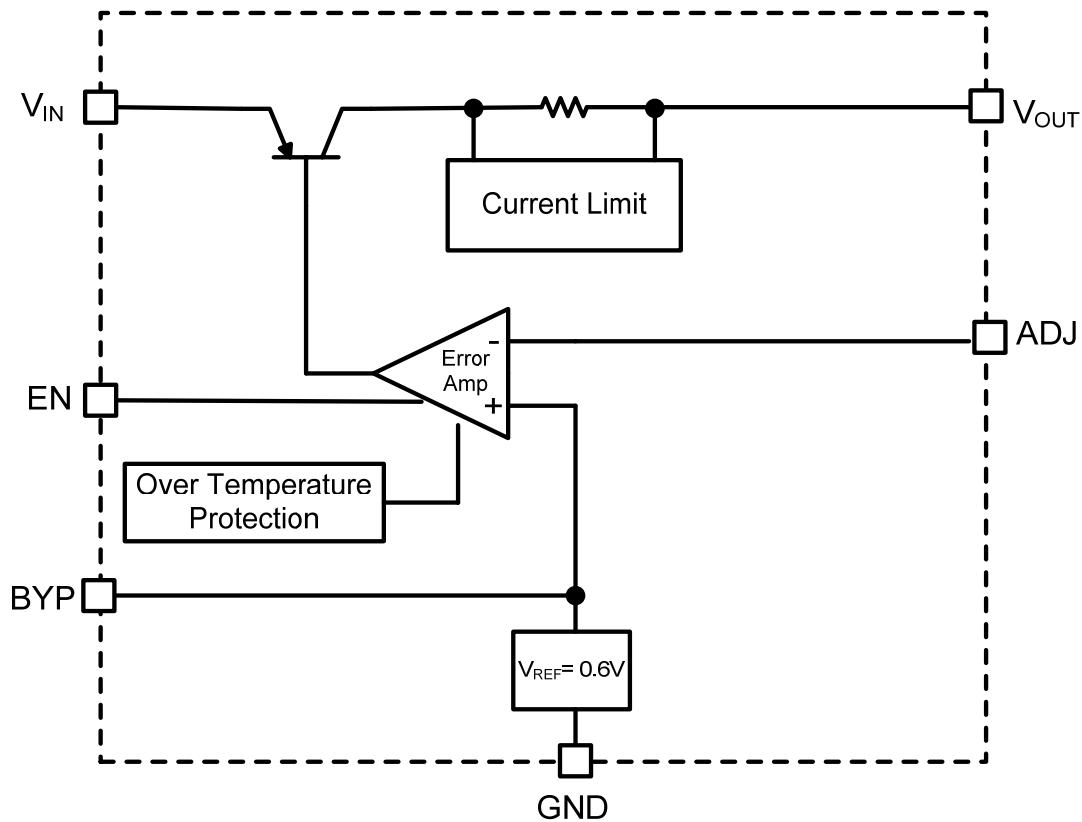 VIN
VOUT
Current Limit
Error
Amp
-
+
ADJ
EN
Over Temperature
Protection
BYP
VREF= 0.6V
GND